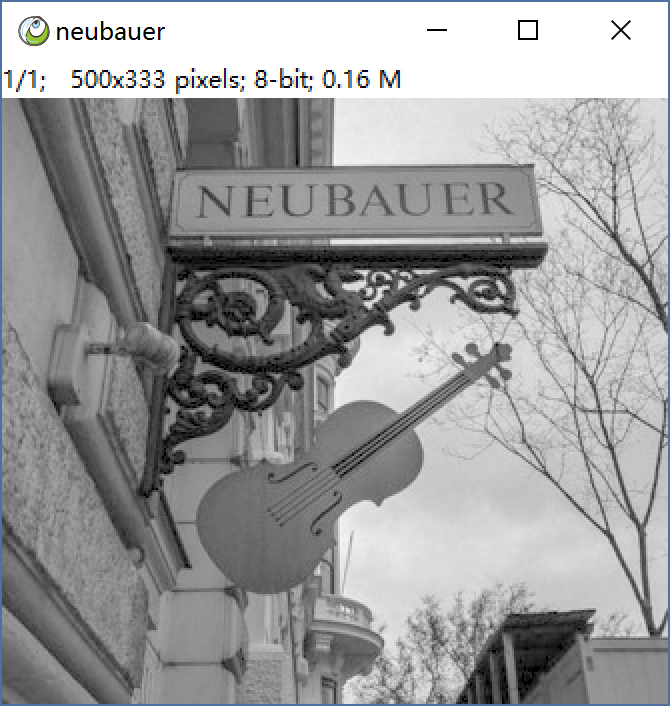 neubauer
1/1; 500x333 pixels; 8-bit; 0.16 M
NEUBAUER